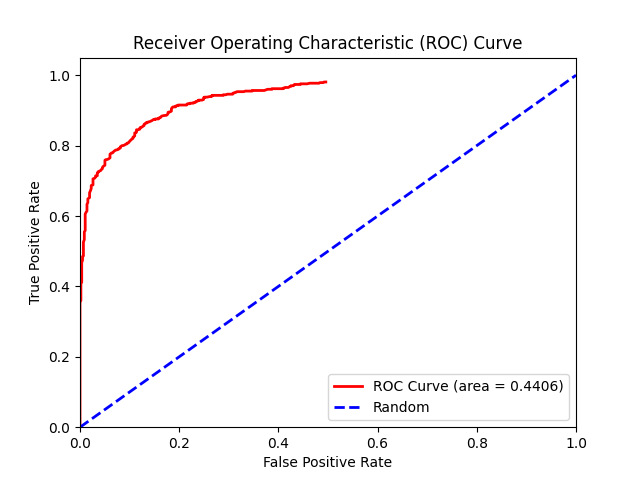 Receiver Operating Characteristic (ROC) Curve
True Positive Rate
1.0
0.8
0.6
0.4
0.2
0.0
0.0 0.2 0.4 0.6 0.8 1.0
False Positive Rate
ROC Curve (area = 0.4406)
Random